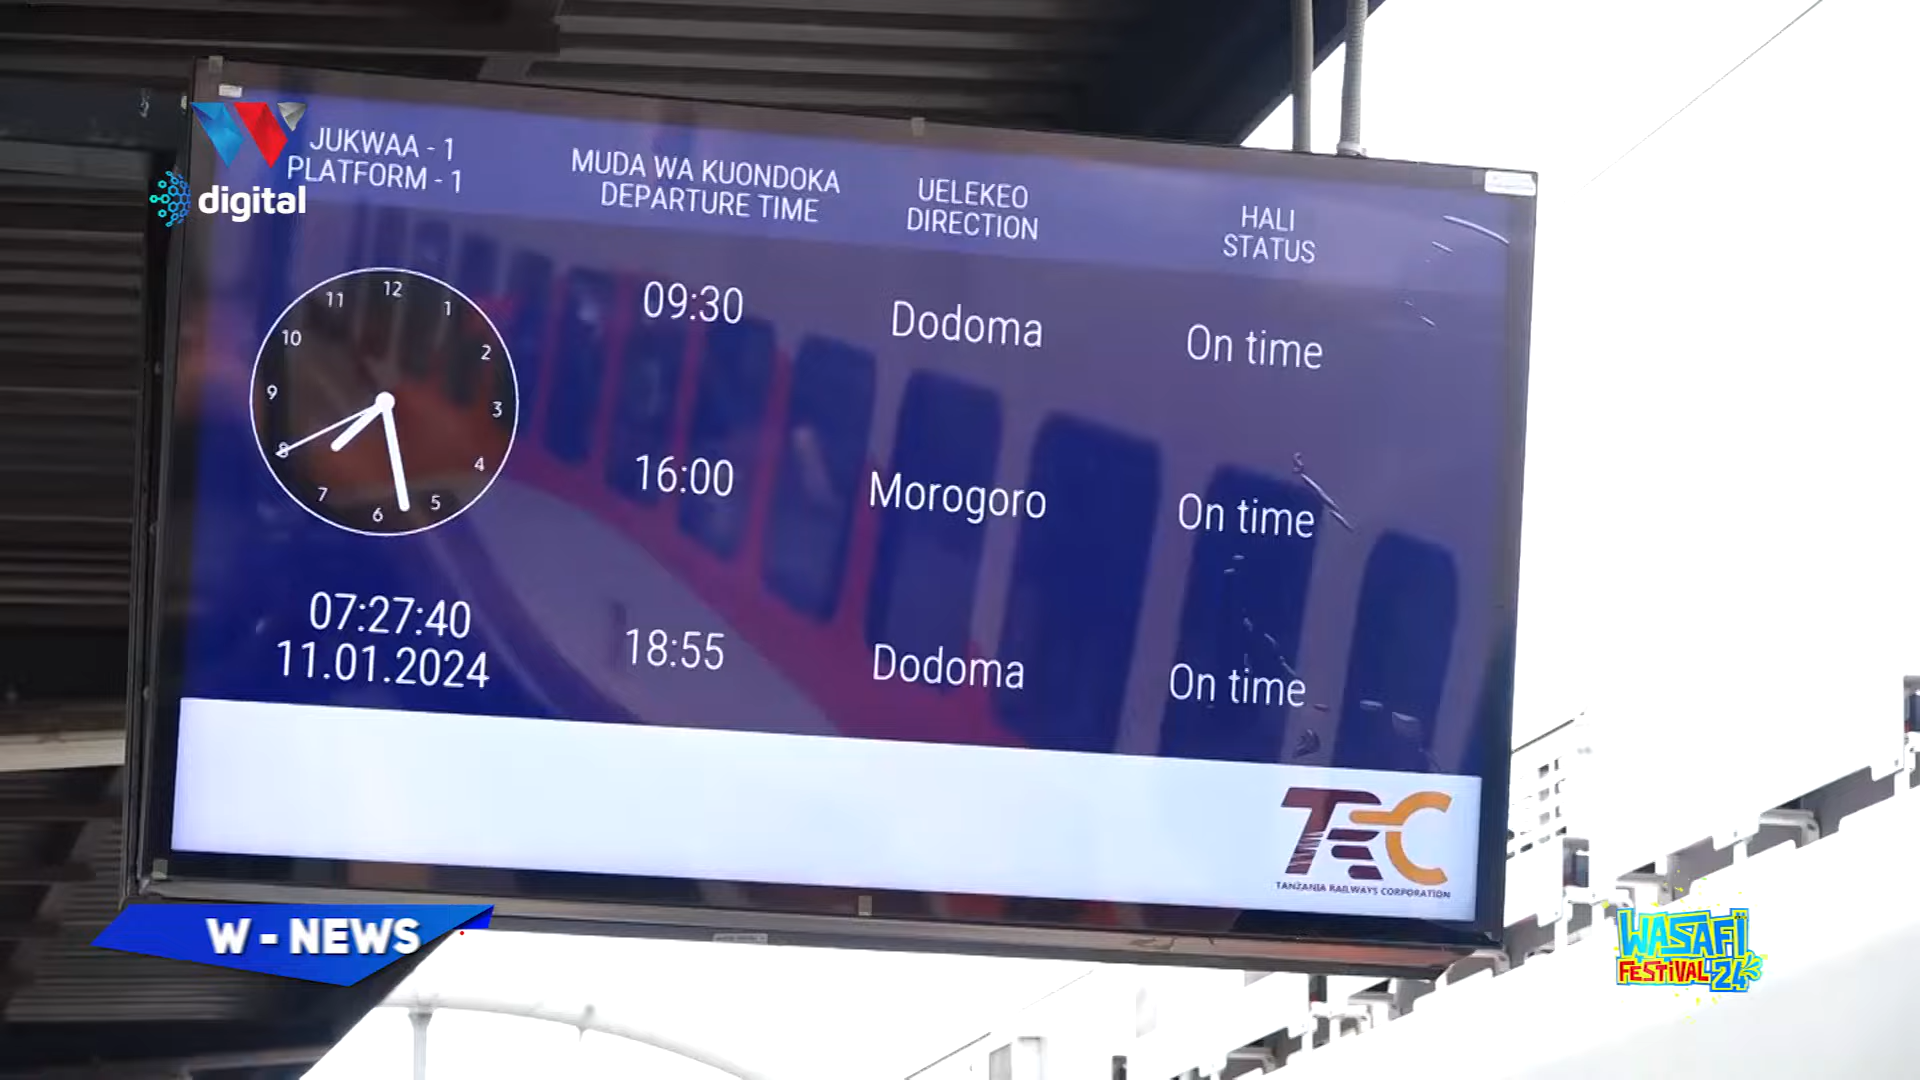 JUKWAA - 1
PLATFORM - 1
MUDA WA KUONDOKA
DEPARTURE TIME
UELEKEO
DIRECTION
HALI
STATUS
W
digital
12
1
2
3
4
5
6
7
8
9
10
11
09:30 Dodoma On time
16:00 Morogoro On time
18:55 Dodoma On time
07:27:40
11.01.2024
TRC
TANZANIA RAILWAYS CORPORATION
W - NEWS
WASAFI
FESTIVAL 24